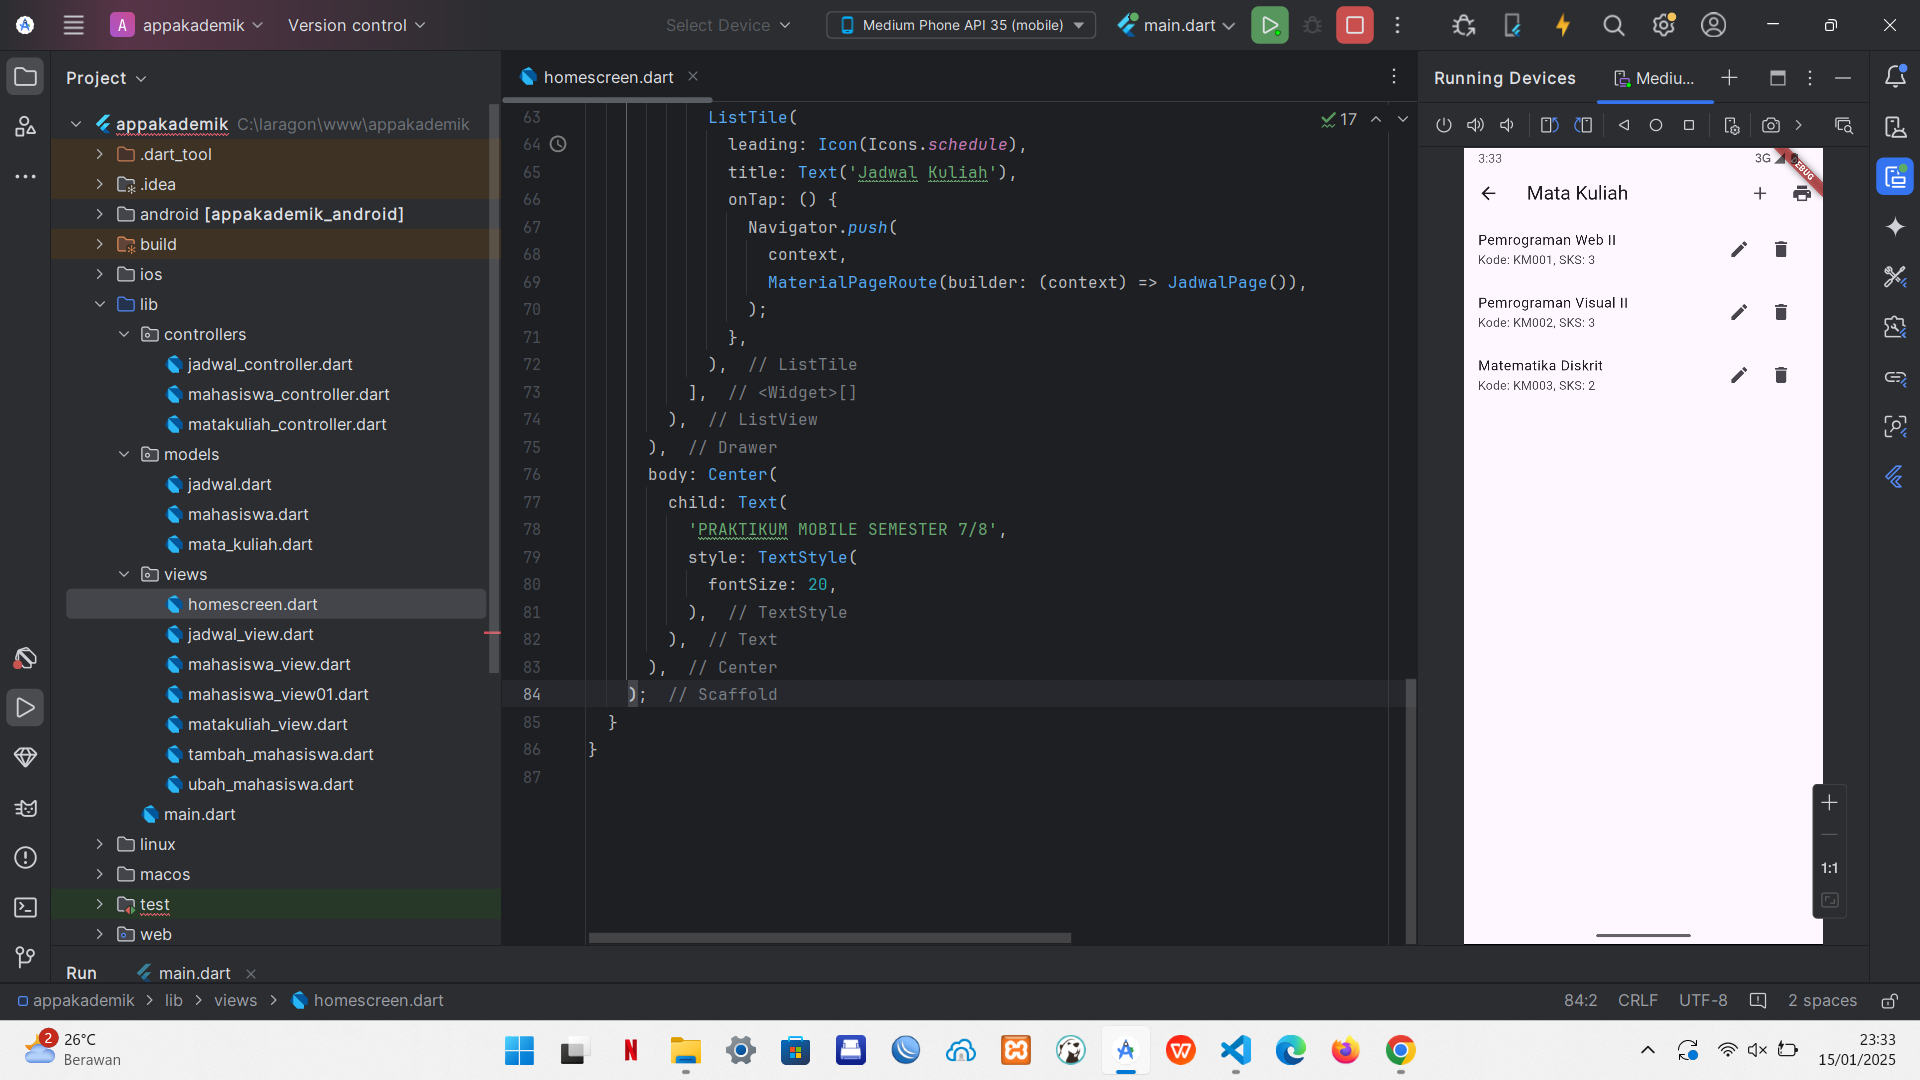 A appakademik Version control Select Device Medium Phone API 35 (mobile) main.dart
Project
appakademik C:\laragon\www\appakademik
.dart_tool
.idea
android [appakademik_android]
build
ios
lib
controllers
jadwal_controller.dart
mahasiswa_controller.dart
matakuliah_controller.dart
models
jadwal.dart
mahasiswa.dart
mata_kuliah.dart
views
homescreen.dart
jadwal_view.dart
mahasiswa_view.dart
mahasiswa_view01.dart
matakuliah_view.dart
tambah_mahasiswa.dart
ubah_mahasiswa.dart
main.dart
linux
macos
test
web
homescreen.dart
17
63 ListTile(
64 leading: Icon(Icons.schedule),
65 title: Text('Jadwal Kuliah'),
66 onTap: () {
67 Navigator.push(
68 context,
69 MaterialPageRoute(builder: (context) => JadwalPage()),
70 );
71 },
72 ), // ListTile
73 ], // <Widget>[]
74 ), // ListView
75 ), // Drawer
76 body: Center(
77 child: Text(
78 'PRAKTIKUM MOBILE SEMESTER 7/8',
79 style: TextStyle(
80 fontSize: 20,
81 ), // TextStyle
82 ), // Text
83 ), // Center
84 ); // Scaffold
85 }
86 }
87
Running Devices Mediu...
3:33 3G
DEBUG
Mata Kuliah
Pemrograman Web II
Kode: KM001, SKS: 3
Pemrograman Visual II
Kode: KM002, SKS: 3
Matematika Diskrit
Kode: KM003, SKS: 2
1:1
Run main.dart
appakademik > lib > views > homescreen.dart 84:2 CRLF UTF-8 2 spaces
2
26°C
Berawan
N
W
23:33
15/01/2025